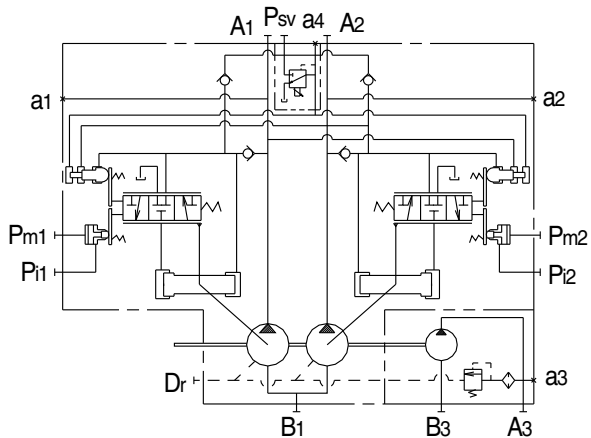 A1 Psv a4 A2
a1 a2
Pm1 Pm2
Pi1 Pi2
Dr a3
B1 B3 A3